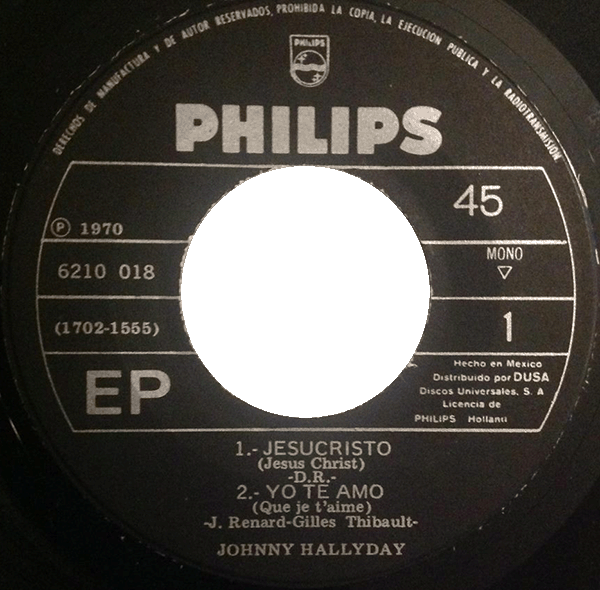 DERECHOS DE MANUFACTURA Y DE AUTOR RESERVADOS, PROHIBIDA LA COPIA, LA EJECUCION PUBLICA Y LA RADIOTRANSMISION
PHILIPS
PHILIPS
45
Ⓟ 1970
MONO
6210 018
(1702-1555)
1
EP
Hecho en Mexico
Distribuido por DUSA
Discos Universales, S. A
Licencia de
PHILIPS Holland
1.- JESUCRISTO
(Jesus Christ)
-D.R.-
2.- YO TE AMO
(Que je t'aime)
-J. Renard-Gilles Thibault-
JOHNNY HALLYDAY